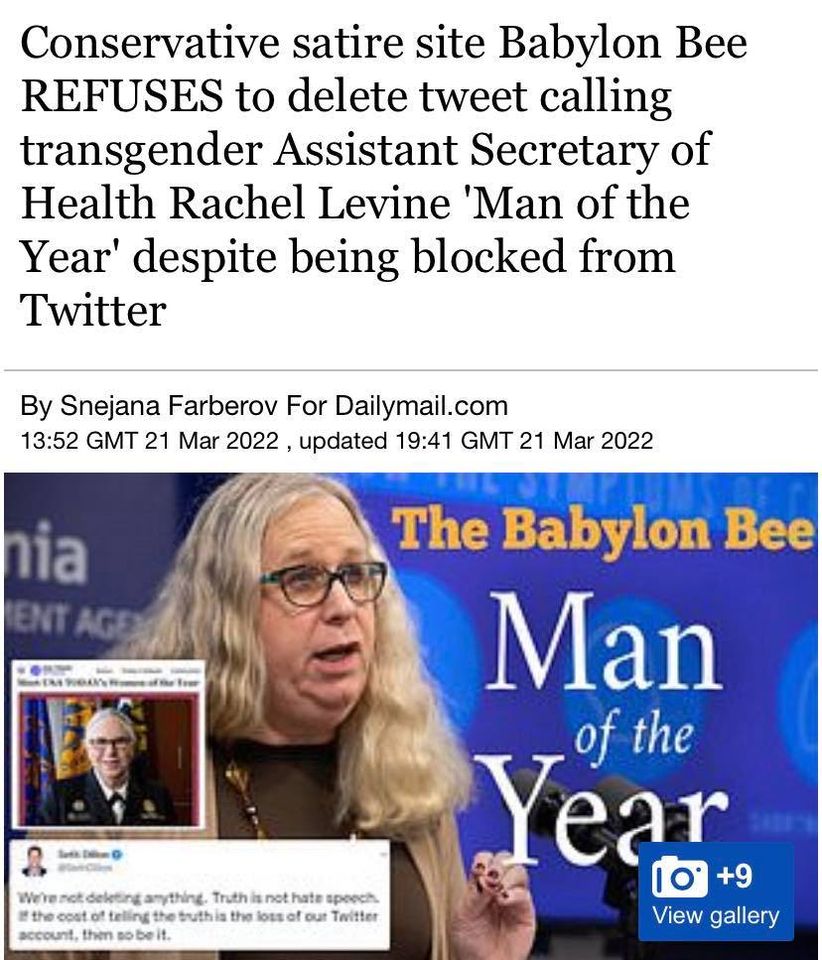 Conservative satire site Babylon Bee
REFUSES to delete tweet calling
transgender Assistant Secretary of
Health Rachel Levine 'Man of the
Year' despite being blocked from
Twitter
By Snejana Farberov For Dailymail.com
13:52 GMT 21 Mar 2022 , updated 19:41 GMT 21 Mar 2022
nia
ENT AGE
The Babylon Bee
Man
of the
Year
Meet USA TODAY's Women of the Year
Seth Dillon
We're not deleting anything. Truth is not hate speech.
If the cost of telling the truth is the loss of our Twitter
account, then so be it.
+9
View gallery